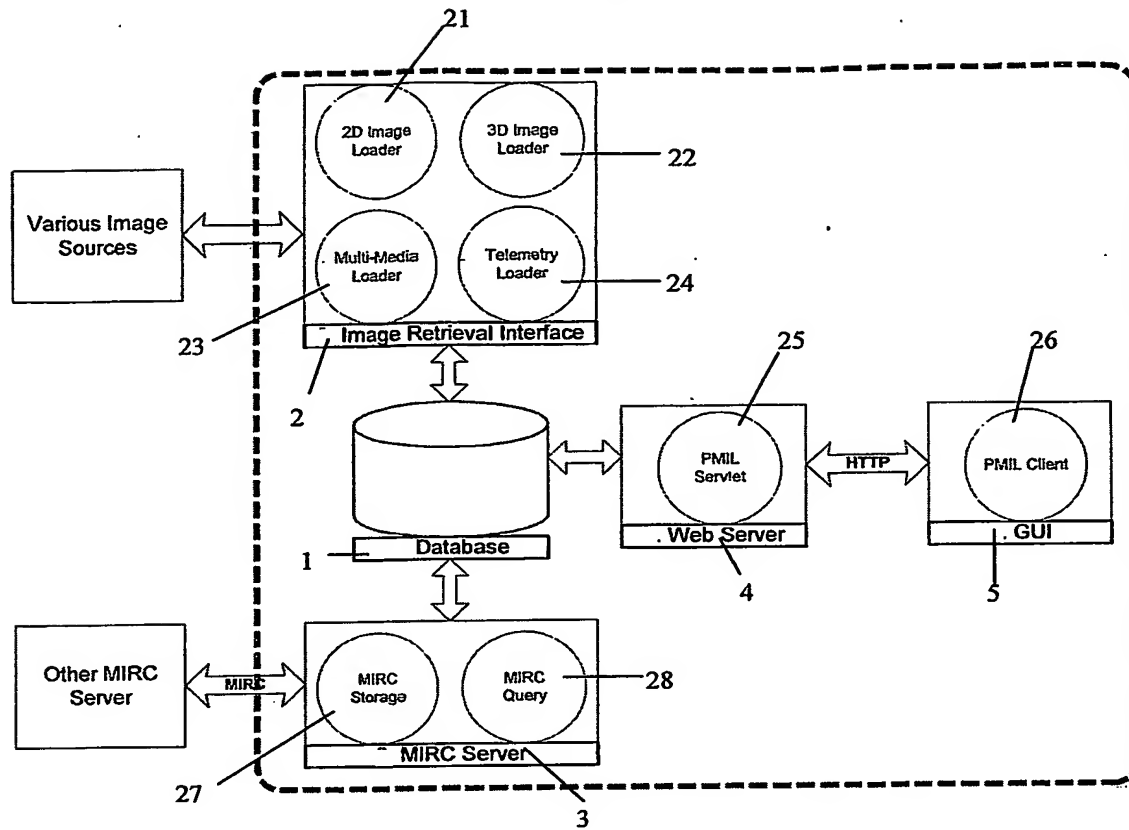 21
2D Image
Loader
3D Image
Loader
22
Various Image
Sources
Multi-Media
Loader
Telemetry
Loader
24
23
Image Retrieval Interface
2
25
26
PMIL
Servlet
HTTP
PMIL Client
Web Server
GUI
1
Database
4
5
Other MIRC
Server
MIRC
MIRC
Storage
MIRC
Query
28
MIRC Server
27
3